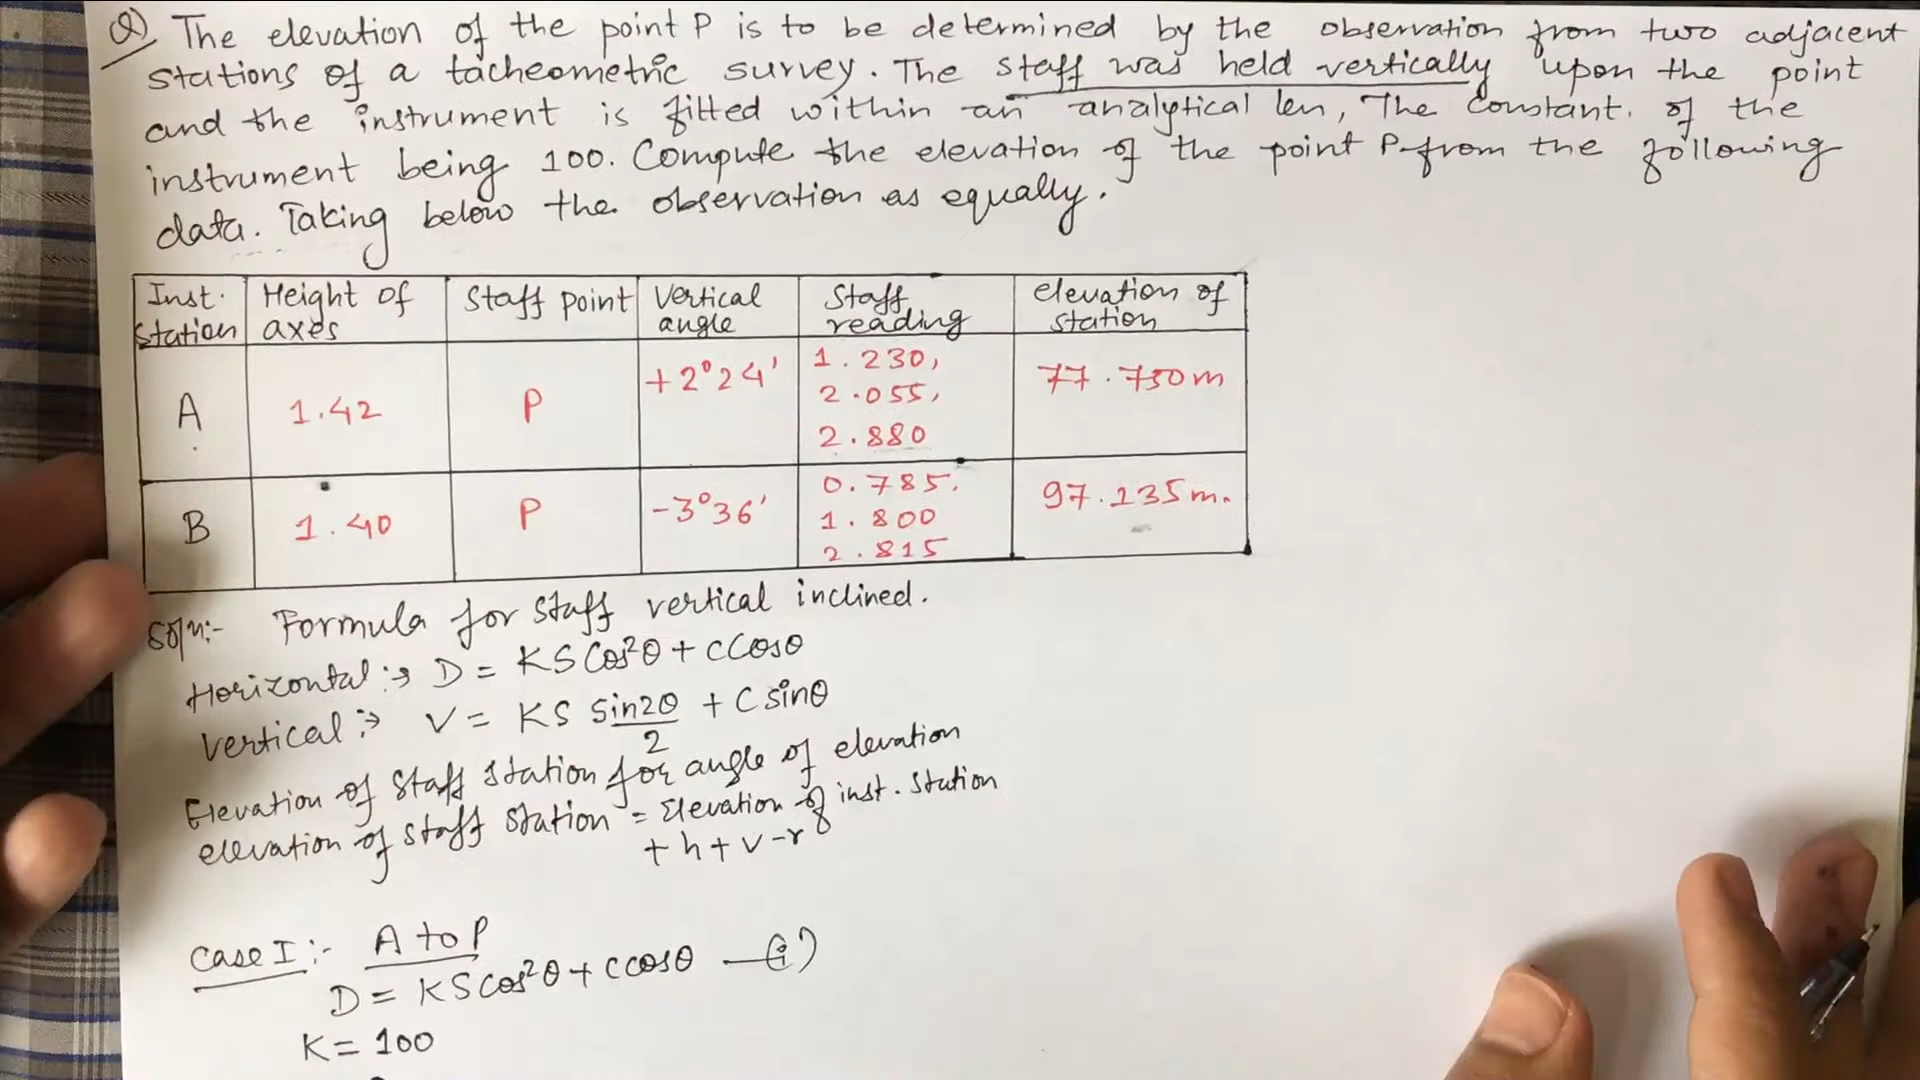 Q) The elevation of the point P is to be determined by the observation from two adjacent
stations of a tacheometric survey. The staff was held vertically upon the point
and the instrument is fitted within an analytical len, The Constant. of the
instrument being 100. Compute the elevation of the point P from the following
data. Taking below the observation as equally.
Inst. station | Height of axes | Staff point | Vertical angle | Staff reading | elevation of station
A | 1.42 | P | +2°24' | 1.230, 2.055, 2.880 | 77.750m
B | 1.40 | P | -3°36' | 0.785. 1.800 2.815 | 97.135m.
Soln:- Formula for staff vertical inclined.
Horizontal :→ D = KS Cos²θ + C Cosθ
Vertical :→ V = KS Sin2θ/2 + C sinθ
Elevation of Staff station for angle of elevation
elevation of staff station = Elevation of inst. station
+ h + v - r
Case I :- A to P
D = KS cos²θ + c cosθ —(i)
K = 100